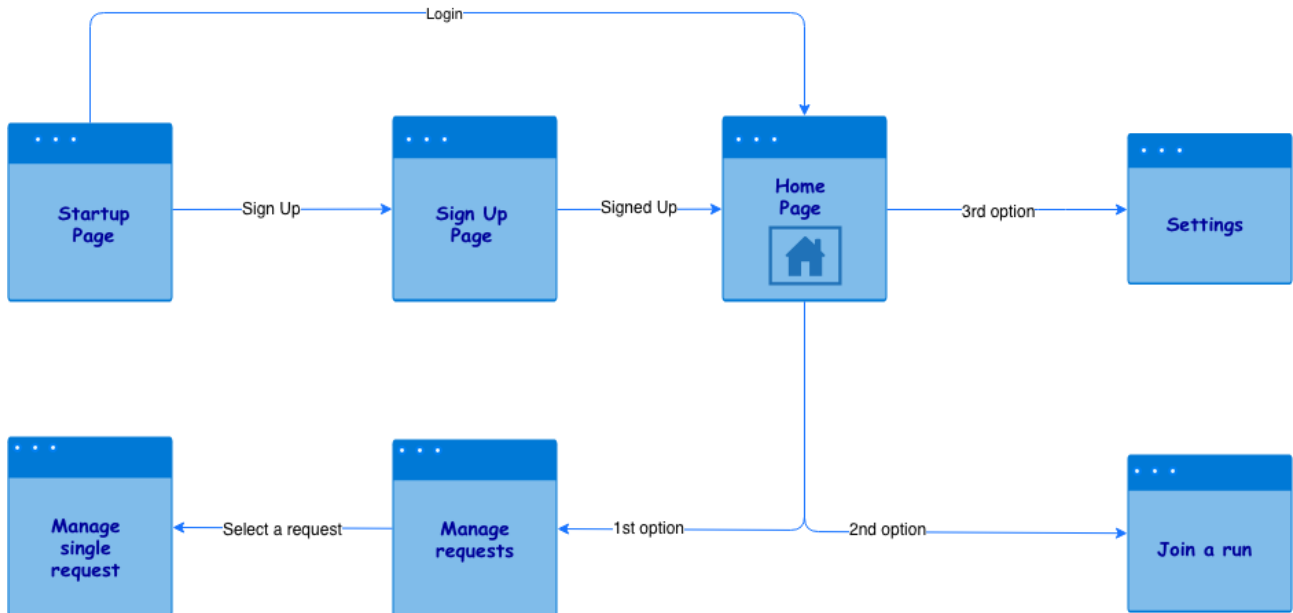 Login
Startup
Page
Sign Up
Sign Up
Page
Signed Up
Home
Page
3rd option
Settings
Manage
single
request
Select a request
Manage
requests
1st option
2nd option
Join a run